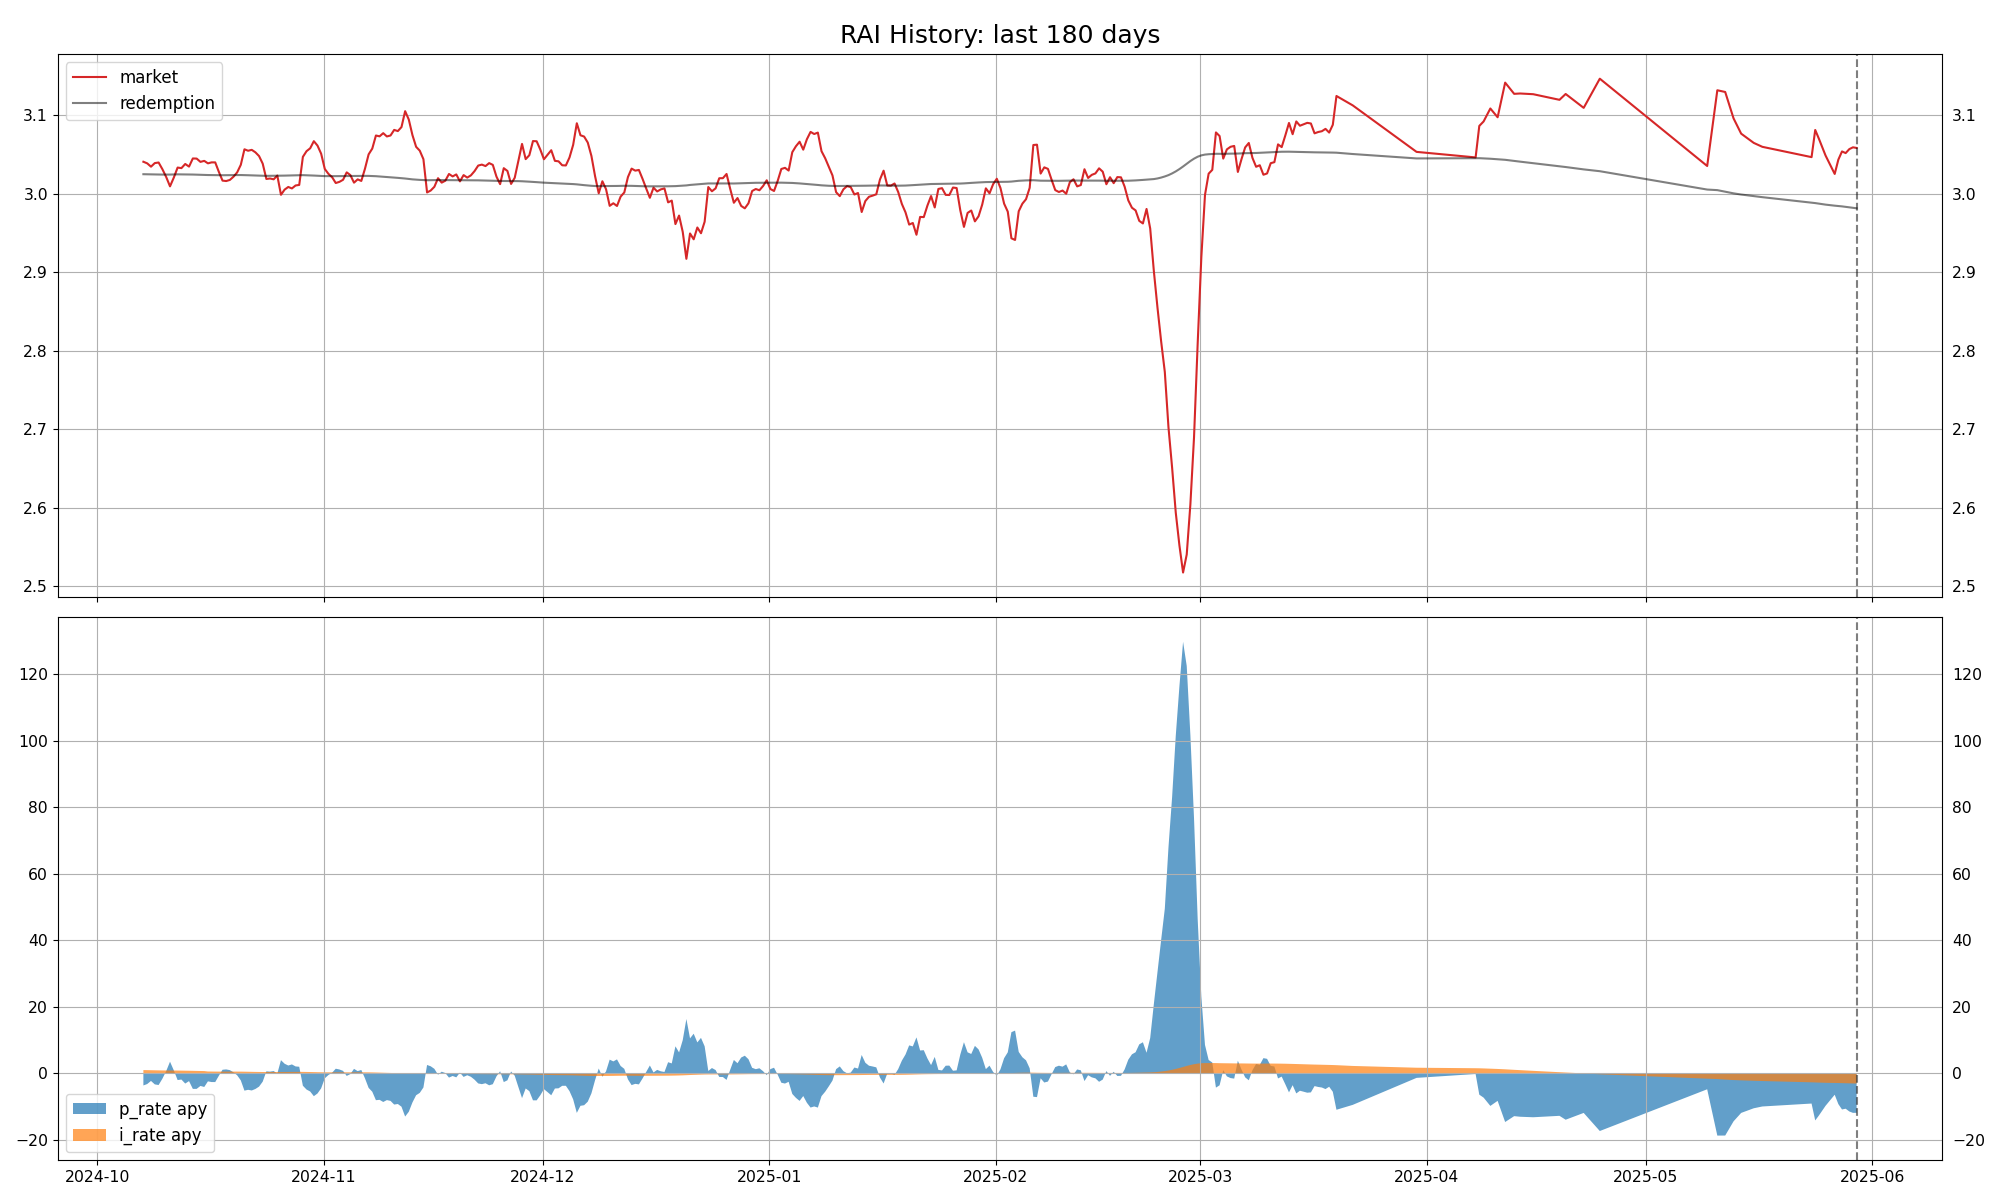 RAI History: last 180 days
market
redemption
3.1 3.1
3.0 3.0
2.9 2.9
2.8 2.8
2.7 2.7
2.6 2.6
2.5 2.5
120 120
100 100
80 80
60 60
40 40
20 20
0 0
−20 −20
p_rate apy
i_rate apy
2024-10 2024-11 2024-12 2025-01 2025-02 2025-03 2025-04 2025-05 2025-06